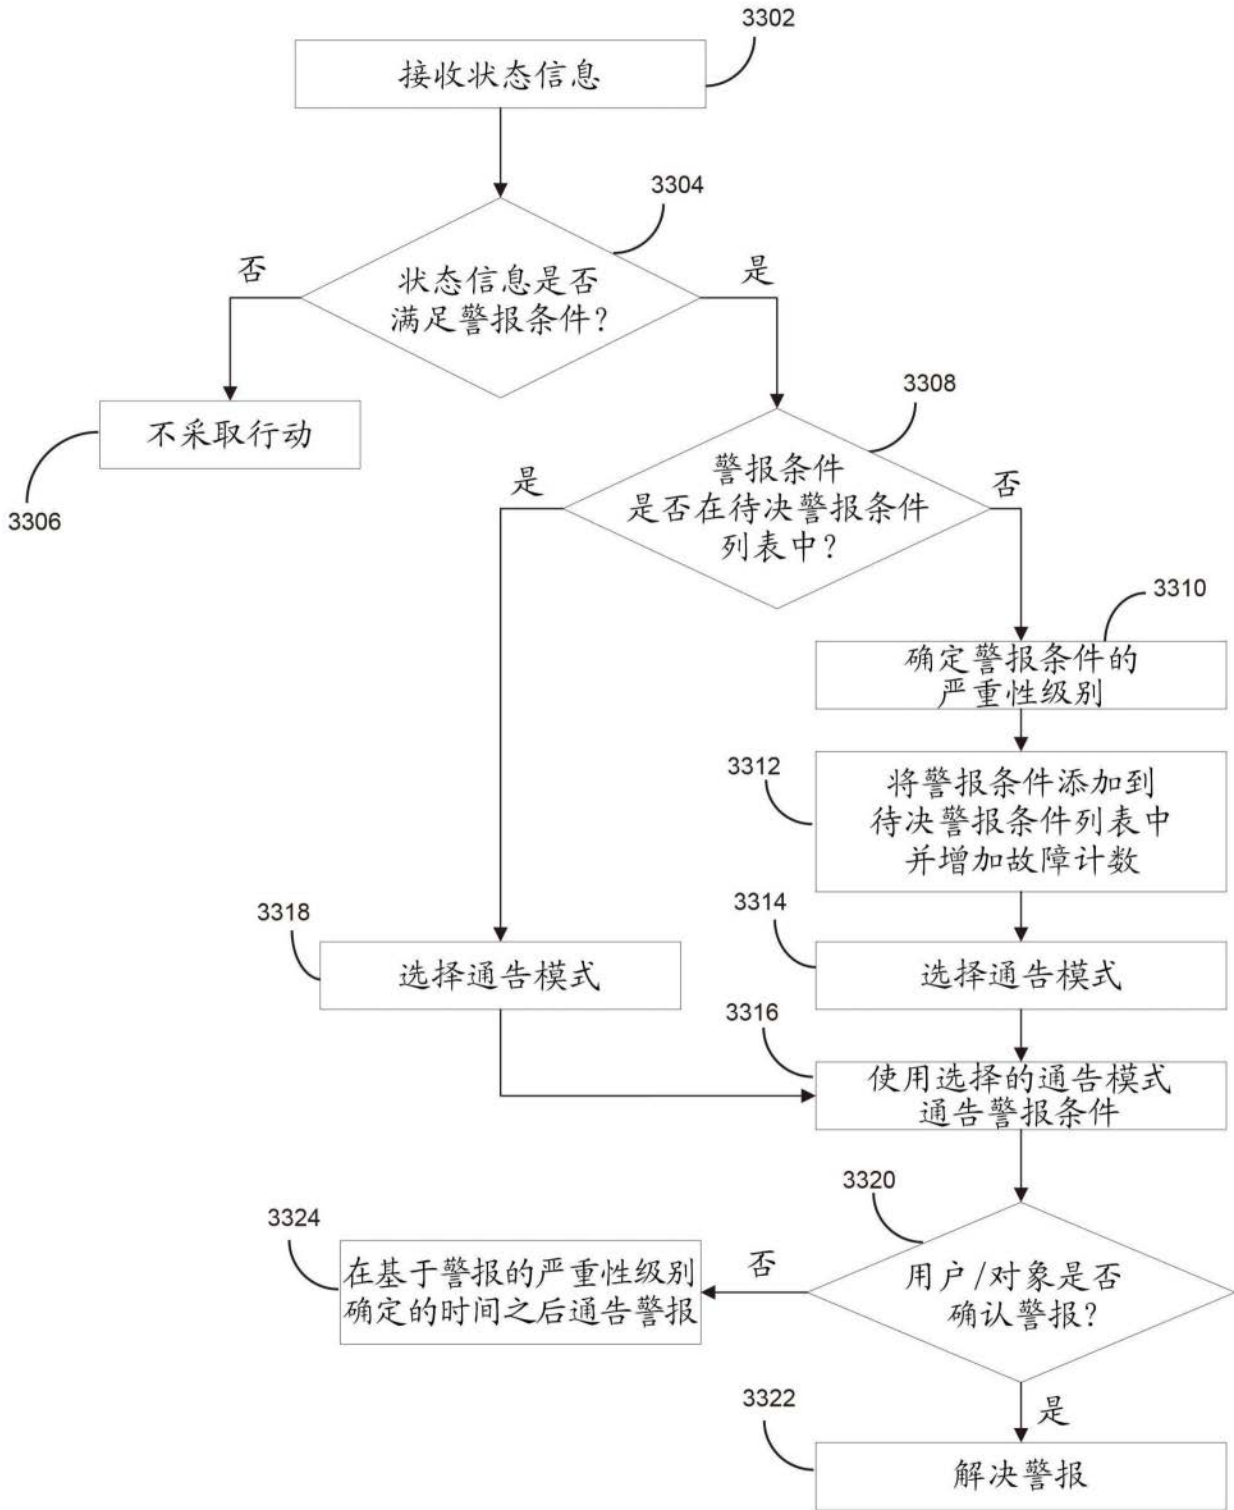 3302
接收状态信息
3304
否
是
状态信息是否
满足警报条件？
3308
不采取行动
3306
警报条件
是否在待决警报条件
列表中？
是
否
3310
确定警报条件的
严重性级别
3312
将警报条件添加到
待决警报条件列表中
并增加故障计数
3314
3318
选择通告模式
选择通告模式
3316
使用选择的通告模式
通告警报条件
3320
3324
在基于警报的严重性级别
确定的时间之后通告警报
否
用户/对象是否
确认警报？
3322
是
解决警报